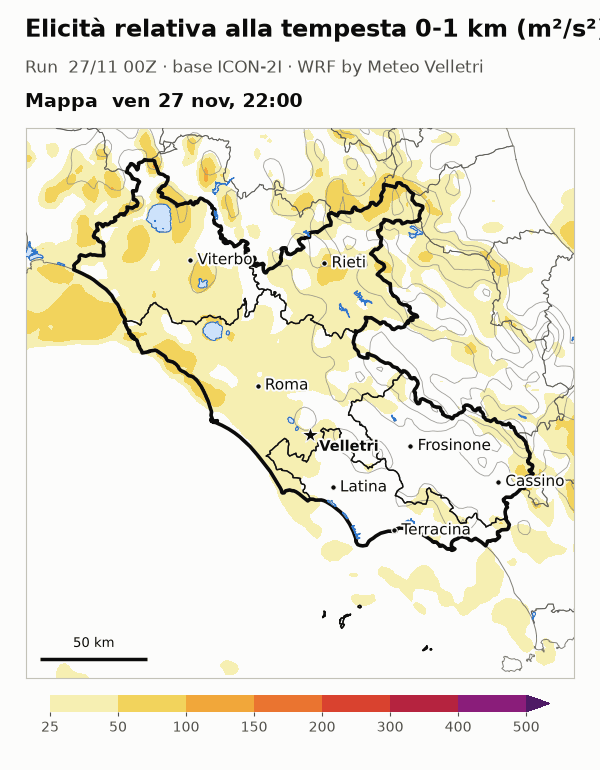 Elicità relativa alla tempesta 0-1 km (m²/s²)
Run  27/11 00Z · base ICON-2I · WRF by Meteo Velletri
Mappa  ven 27 nov, 22:00
Viterbo
Rieti
Roma
Velletri
Frosinone
Cassino
Latina
Terracina
50 km
25 50 100 150 200 300 400 500